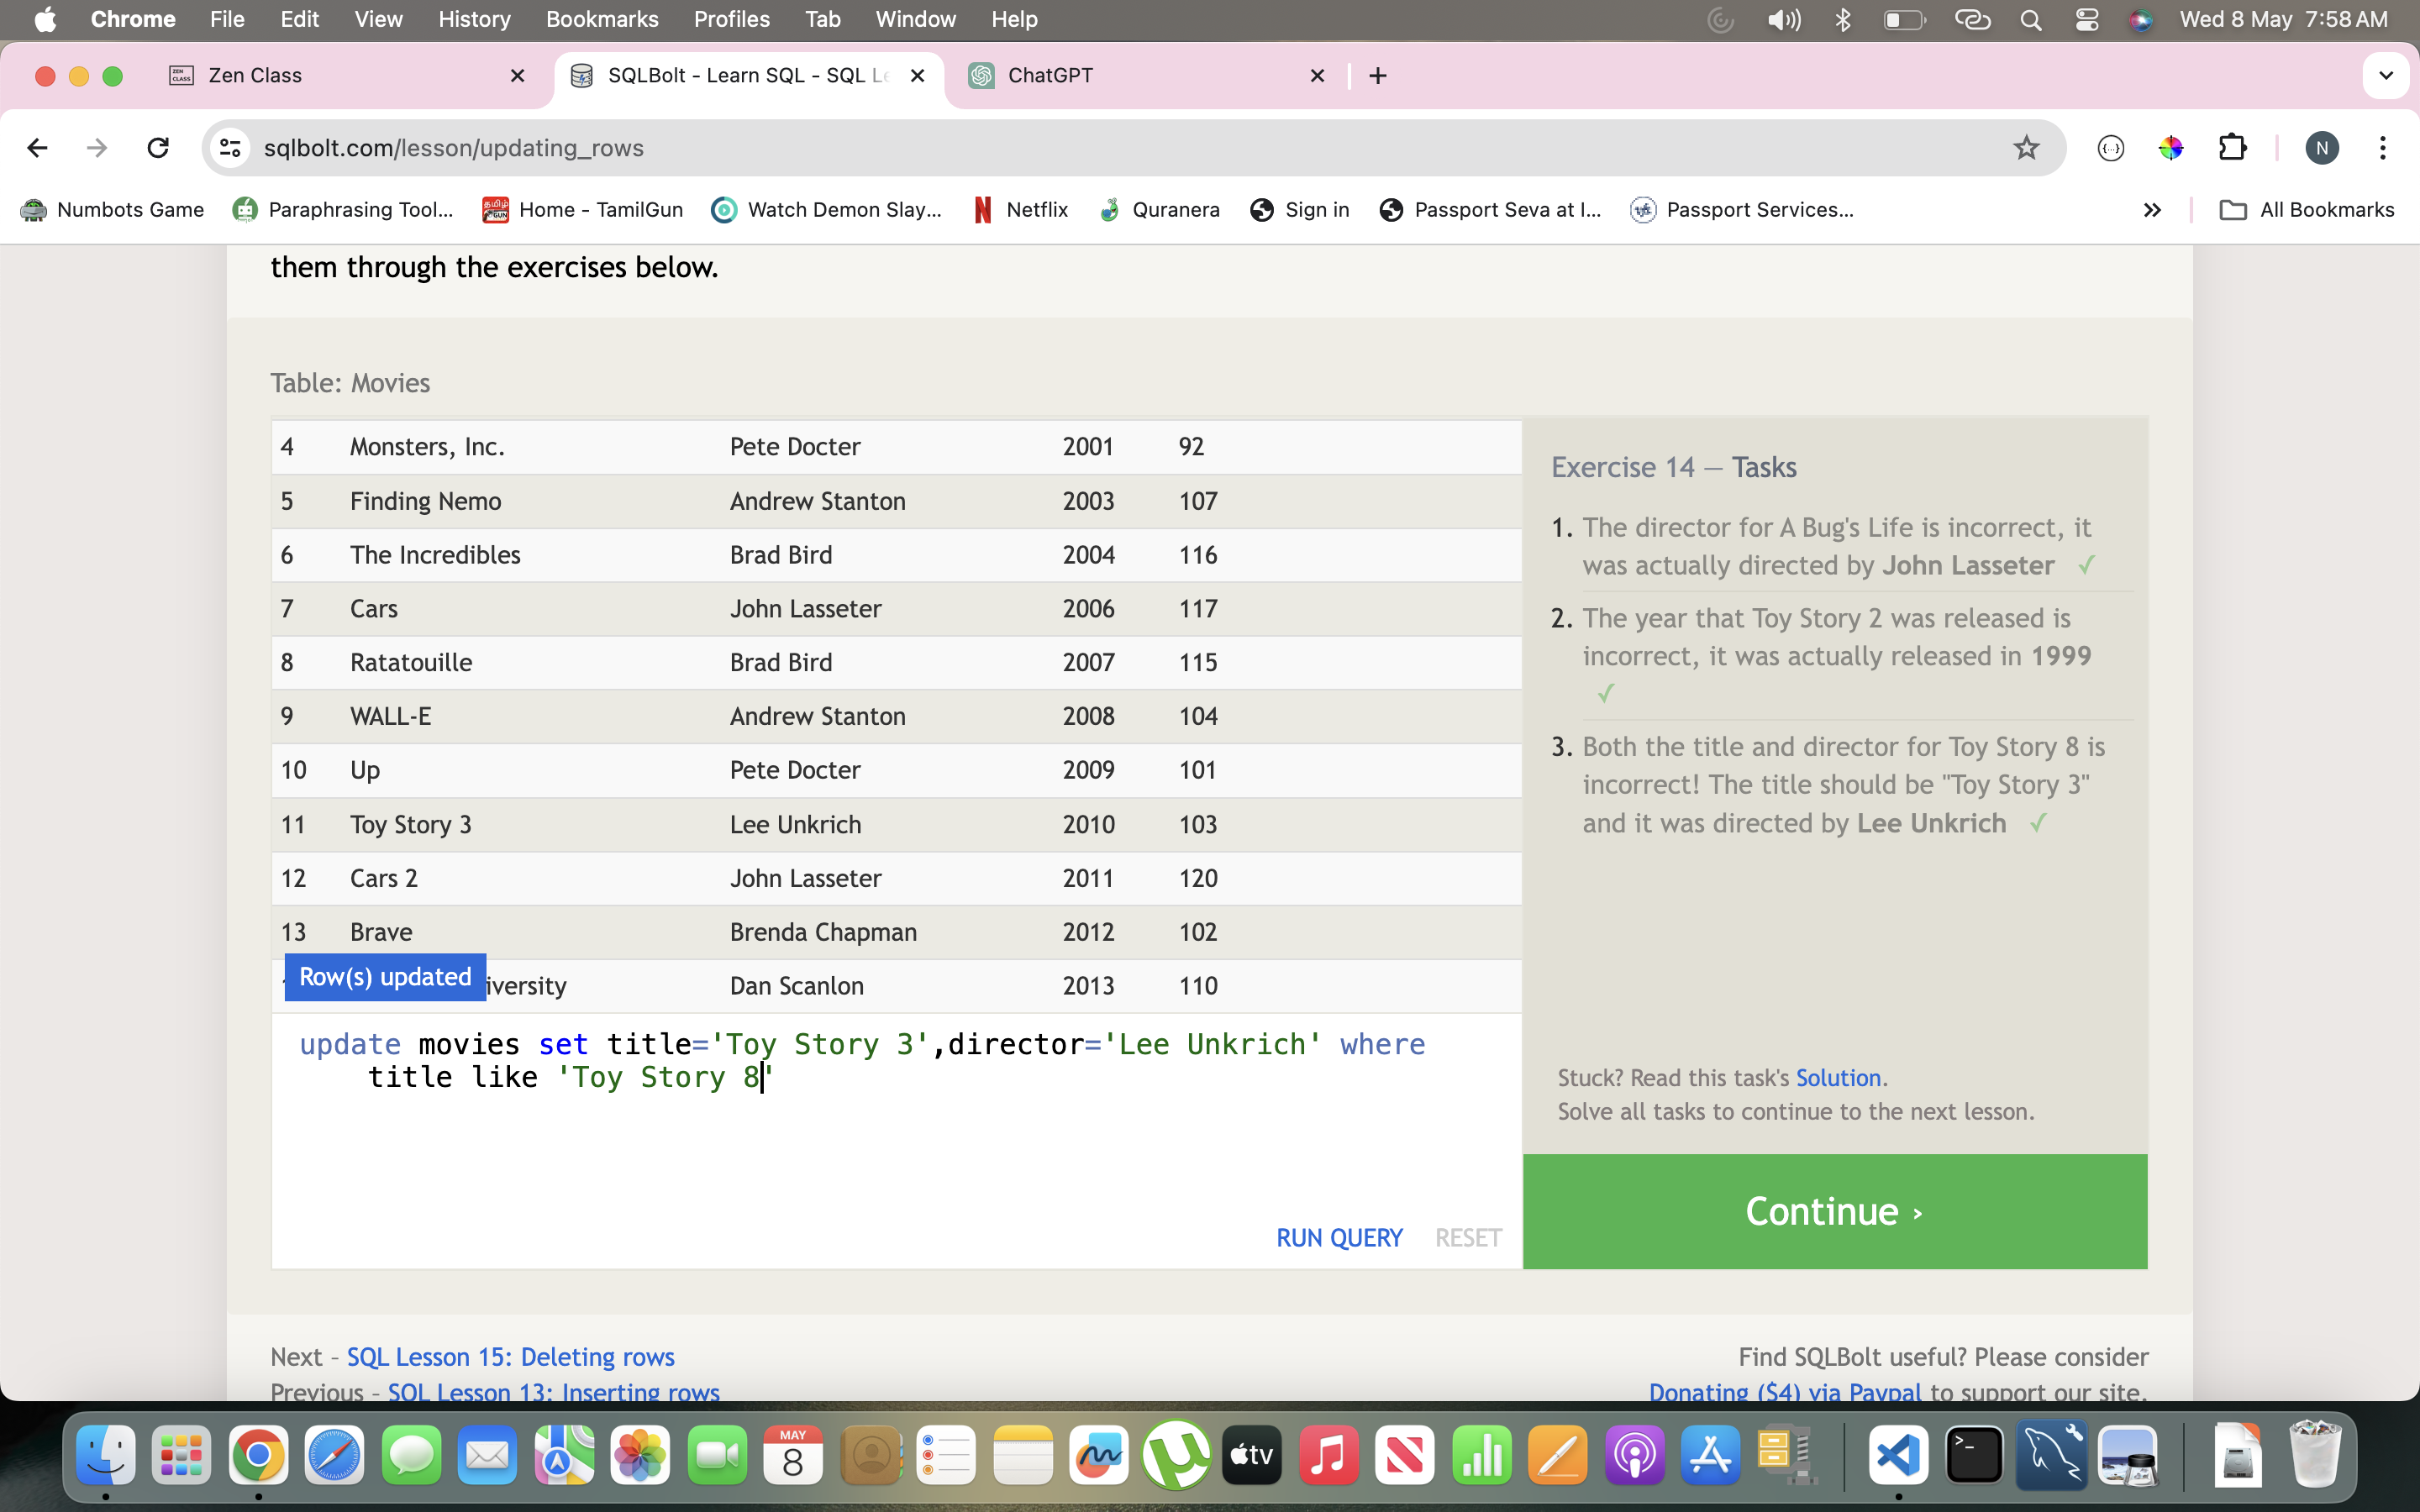 Chrome File Edit View History Bookmarks Profiles Tab Window Help Wed 8 May 7:58 AM
ZEN CLASS Zen Class SQLBolt - Learn SQL - SQL Le ChatGPT
sqlbolt.com/lesson/updating_rows N
Numbots Game Paraphrasing Tool... Home - TamilGun Watch Demon Slay... Netflix Quranera Sign in Passport Seva at I... Passport Services... All Bookmarks
them through the exercises below.
Table: Movies
4 Monsters, Inc. Pete Docter 2001 92
5 Finding Nemo Andrew Stanton 2003 107
6 The Incredibles Brad Bird 2004 116
7 Cars John Lasseter 2006 117
8 Ratatouille Brad Bird 2007 115
9 WALL-E Andrew Stanton 2008 104
10 Up Pete Docter 2009 101
11 Toy Story 3 Lee Unkrich 2010 103
12 Cars 2 John Lasseter 2011 120
13 Brave Brenda Chapman 2012 102
Row(s) updated iversity Dan Scanlon 2013 110
update movies set title='Toy Story 3',director='Lee Unkrich' where
title like 'Toy Story 8'
RUN QUERY RESET
Exercise 14 — Tasks
1. The director for A Bug's Life is incorrect, it
was actually directed by John Lasseter ✓
2. The year that Toy Story 2 was released is
incorrect, it was actually released in 1999
✓
3. Both the title and director for Toy Story 8 is
incorrect! The title should be "Toy Story 3"
and it was directed by Lee Unkrich ✓
Stuck? Read this task's Solution.
Solve all tasks to continue to the next lesson.
Continue ›
Next – SQL Lesson 15: Deleting rows
Previous – SQL Lesson 13: Inserting rows
Find SQLBolt useful? Please consider
Donating ($4) via Paypal to support our site.
MAY
8
tv